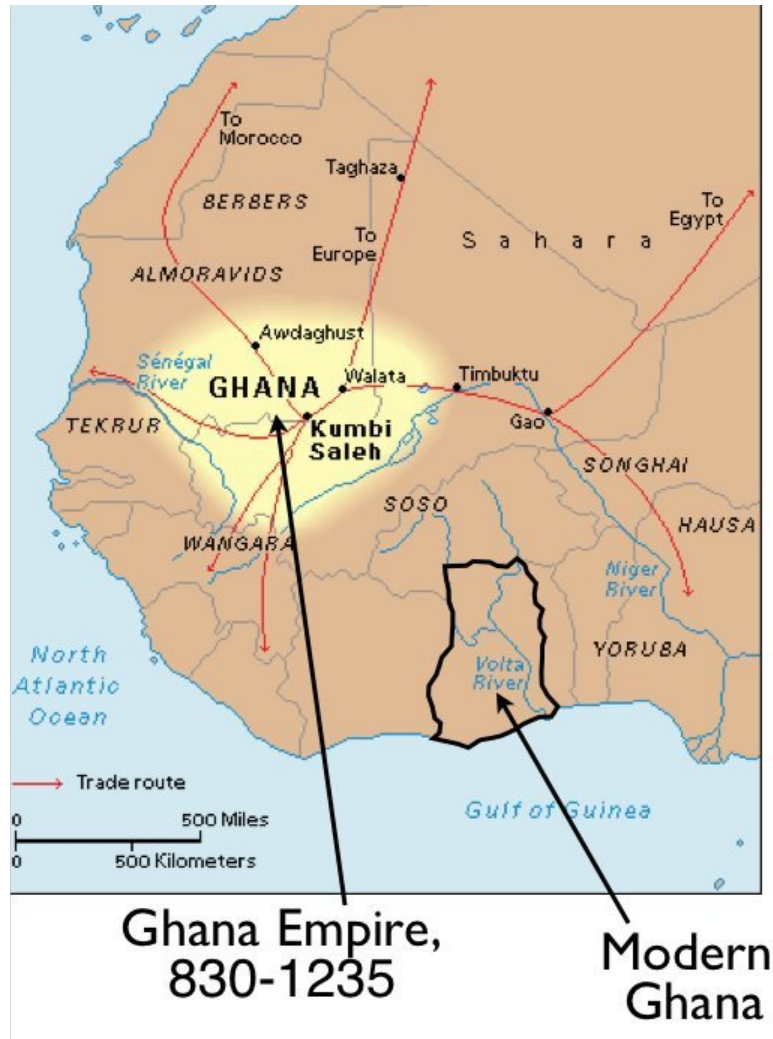 To
Morocco
Taghaza
BERBERS
To
Europe
To
Egypt
Sahara
ALMORAVIDS
Awdaghust
Sénégal
River
GHANA
Walata
Timbuktu
TEKRUR
Kumbi
Saleh
Gao
SONGHAI
SOSO
HAUSA
WANGARA
Niger
River
North
Atlantic
Ocean
Volta
River
YORUBA
Trade route
0 500 Miles
0 500 Kilometers
Gulf of Guinea
Ghana Empire,
830-1235
Modern
Ghana